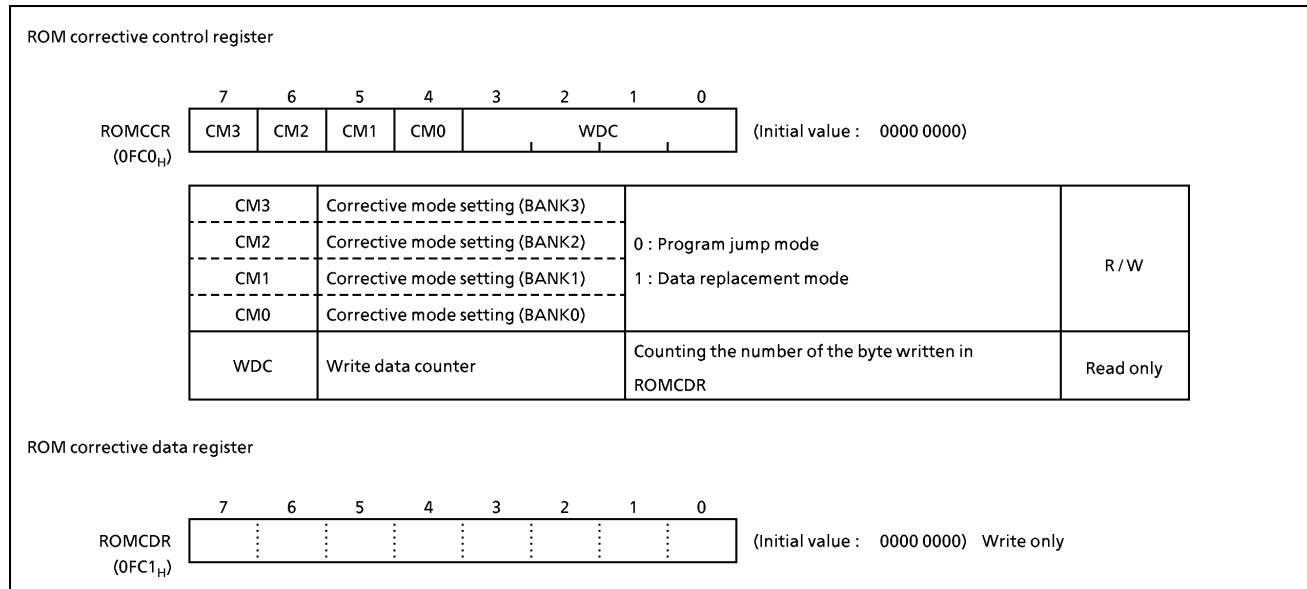 ROM corrective control register
7 6 5 4 3 2 1 0
ROMCCR CM3 CM2 CM1 CM0 WDC (Initial value : 0000 0000)
(0FC0H)
CM3 Corrective mode setting (BANK3)
CM2 Corrective mode setting (BANK2) 0 : Program jump mode
R / W
CM1 Corrective mode setting (BANK1) 1 : Data replacement mode
CM0 Corrective mode setting (BANK0)
WDC Write data counter Counting the number of the byte written in
ROMCDR Read only
ROM corrective data register
7 6 5 4 3 2 1 0
ROMCDR (Initial value : 0000 0000) Write only
(0FC1H)